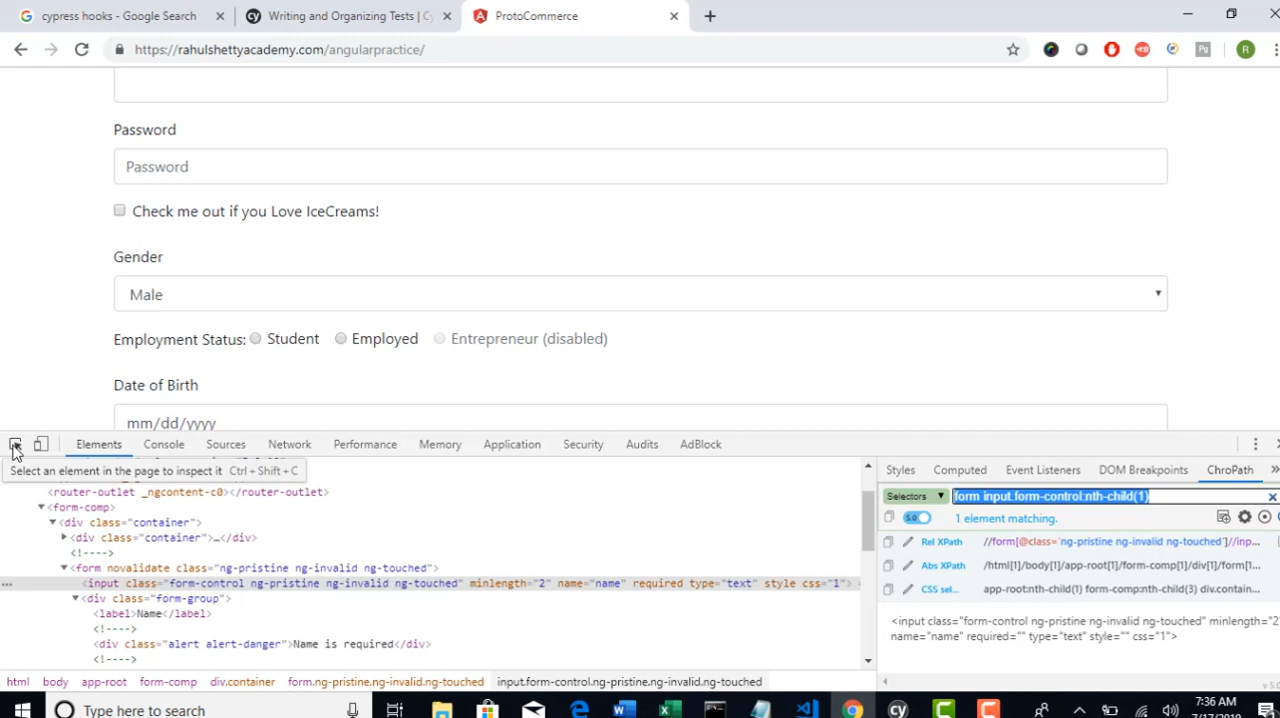 cypress hooks - Google Search
Writing and Organizing Tests | Cy
ProtoCommerce
https://rahulshettyacademy.com/angularpractice/
Password
Password
Check me out if you Love IceCreams!
Gender
Male
Employment Status: Student Employed Entrepreneur (disabled)
Date of Birth
mm/dd/yyyy
Elements Console Sources Network Performance Memory Application Security Audits AdBlock
Select an element in the page to inspect it Ctrl + Shift + C
<router-outlet _ngcontent-c0></router-outlet>
<form-comp>
<div class="container">
<div class="container">…</div>
<!---->
<form novalidate class="ng-pristine ng-invalid ng-touched">
<input class="form-control ng-pristine ng-invalid ng-touched" minlength="2" name="name" required type="text" style css="1">
<div class="form-group">
<label>Name</label>
<!---->
<div class="alert alert-danger">Name is required</div>
<!---->
html body app-root form-comp div.container form.ng-pristine.ng-invalid.ng-touched input.form-control.ng-pristine.ng-invalid.ng-touched
Styles Computed Event Listeners DOM Breakpoints ChroPath
Selectors form input.form-control:nth-child(1)
5.0 1 element matching.
Rel XPath //form[@class='ng-pristine ng-invalid ng-touched']//inp...
Abs XPath /html[1]/body[1]/app-root[1]/form-comp[1]/div[1]/form[1...
CSS sel... app-root:nth-child(1) form-comp:nth-child(3) div.contain...
<input class="form-control ng-pristine ng-invalid ng-touched" minlength="2"
name="name" required="" type="text" style="" css="1">
Type here to search
7:36 AM